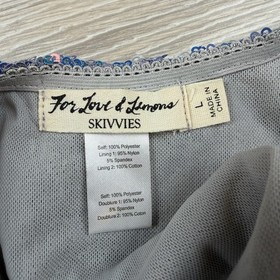 For Love & Lemons
SKIVVIES
L
MADE IN
CHINA
Self: 100% Polyester
Lining 1: 95% Nylon
5% Spandex
Lining 2: 100% Cotton
Self: 100% Polyester
Doublure 1: 95% Nylon
5% Spandex
Doublure 2: 100% Coton